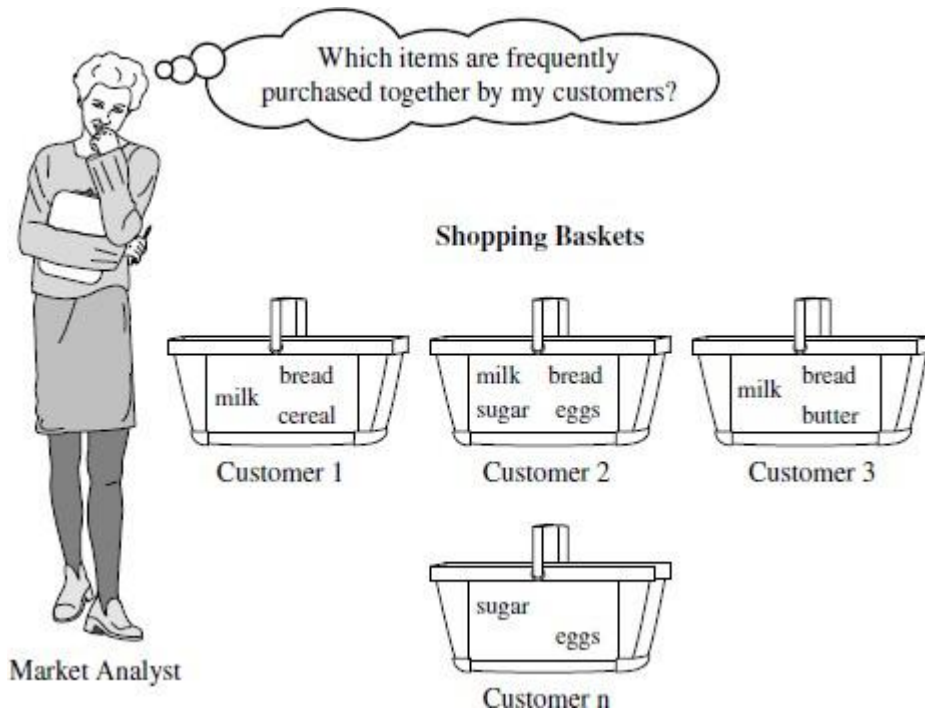 Which items are frequently
purchased together by my customers?
Shopping Baskets
milk
bread
cereal
Customer 1
milk bread
sugar eggs
Customer 2
milk
bread
butter
Customer 3
sugar
eggs
Customer n
Market Analyst